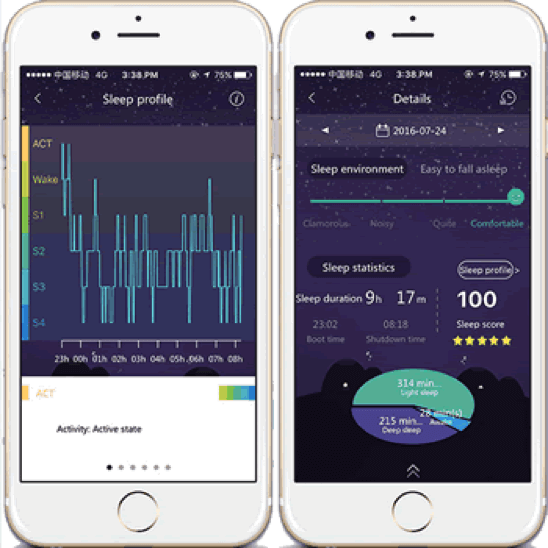 中国移动 4G 3:38 PM 75%
Sleep profile
ACT
Wake
S1
S2
S3
S4
23h 00h 01h 02h 03h 04h 05h 06h 07h 08h
ACT
Activity: Active state
中国移动 4G 3:38 PM 75%
Details
2016-07-24
Sleep environment Easy to fall asleep
Clamorous Noisy Quile Comfortable
Sleep statistics Sleep profile>
Sleep duration 9h 17m 100
23:02 08:18 Sleep score
Boot time Shutdown time
314 min...
Light sleep
28 min(s)
Awake
215 min...
Deep sleep